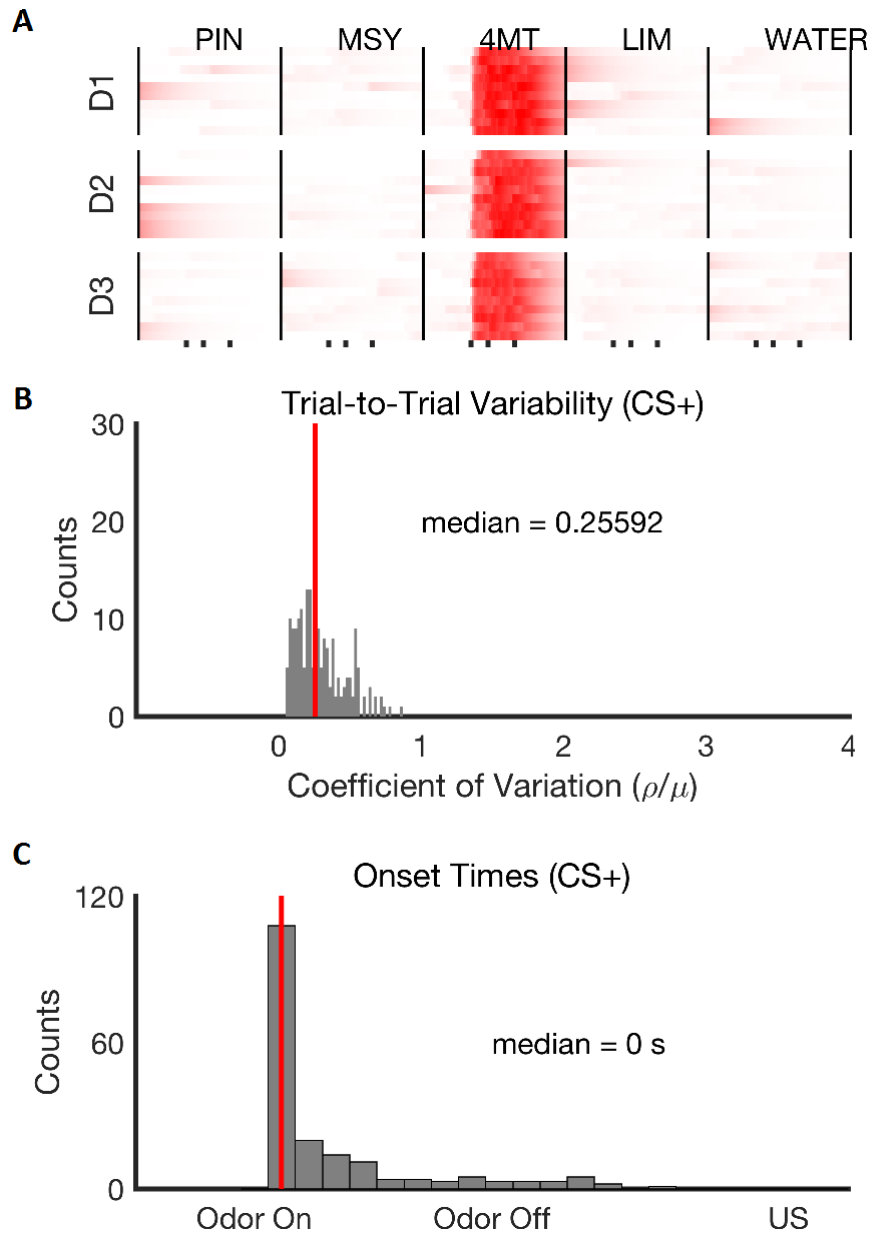 A
PIN MSY 4MT LIM WATER
D1
D2
D3
B
Trial-to-Trial Variability (CS+)
30
20
10
0
Counts
median = 0.25592
0 1 2 3 4
Coefficient of Variation (ρ/μ)
C
Onset Times (CS+)
120
60
0
Counts
median = 0 s
Odor On Odor Off US